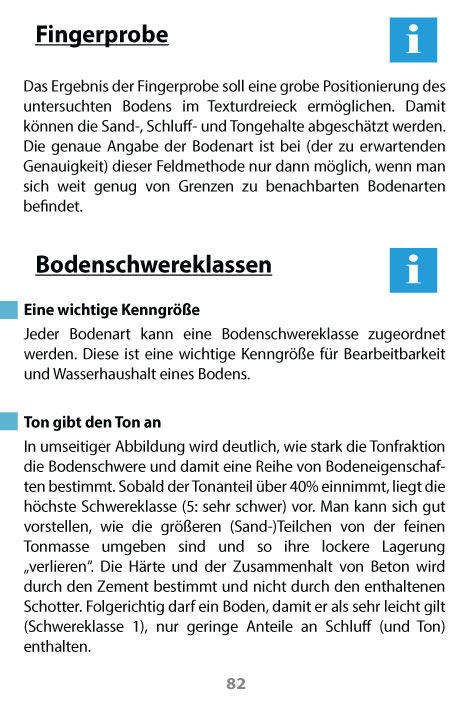 Fingerprobe
i
Das Ergebnis der Fingerprobe soll eine grobe Positionierung des
untersuchten Bodens im Texturdreieck ermöglichen. Damit
können die Sand-, Schluff- und Tongehalte abgeschätzt werden.
Die genaue Angabe der Bodenart ist bei (der zu erwartenden
Genauigkeit) dieser Feldmethode nur dann möglich, wenn man
sich weit genug von Grenzen zu benachbarten Bodenarten
befindet.
Bodenschwereklassen
i
Eine wichtige Kenngröße
Jeder Bodenart kann eine Bodenschwereklasse zugeordnet
werden. Diese ist eine wichtige Kenngröße für Bearbeitbarkeit
und Wasserhaushalt eines Bodens.
Ton gibt den Ton an
In umseitiger Abbildung wird deutlich, wie stark die Tonfraktion
die Bodenschwere und damit eine Reihe von Bodeneigenschaf-
ten bestimmt. Sobald der Tonanteil über 40% einnimmt, liegt die
höchste Schwereklasse (5: sehr schwer) vor. Man kann sich gut
vorstellen, wie die größeren (Sand-)Teilchen von der feinen
Tonmasse umgeben sind und so ihre lockere Lagerung
„verlieren“. Die Härte und der Zusammenhalt von Beton wird
durch den Zement bestimmt und nicht durch den enthaltenen
Schotter. Folgerichtig darf ein Boden, damit er als sehr leicht gilt
(Schwereklasse 1), nur geringe Anteile an Schluff (und Ton)
enthalten.
82